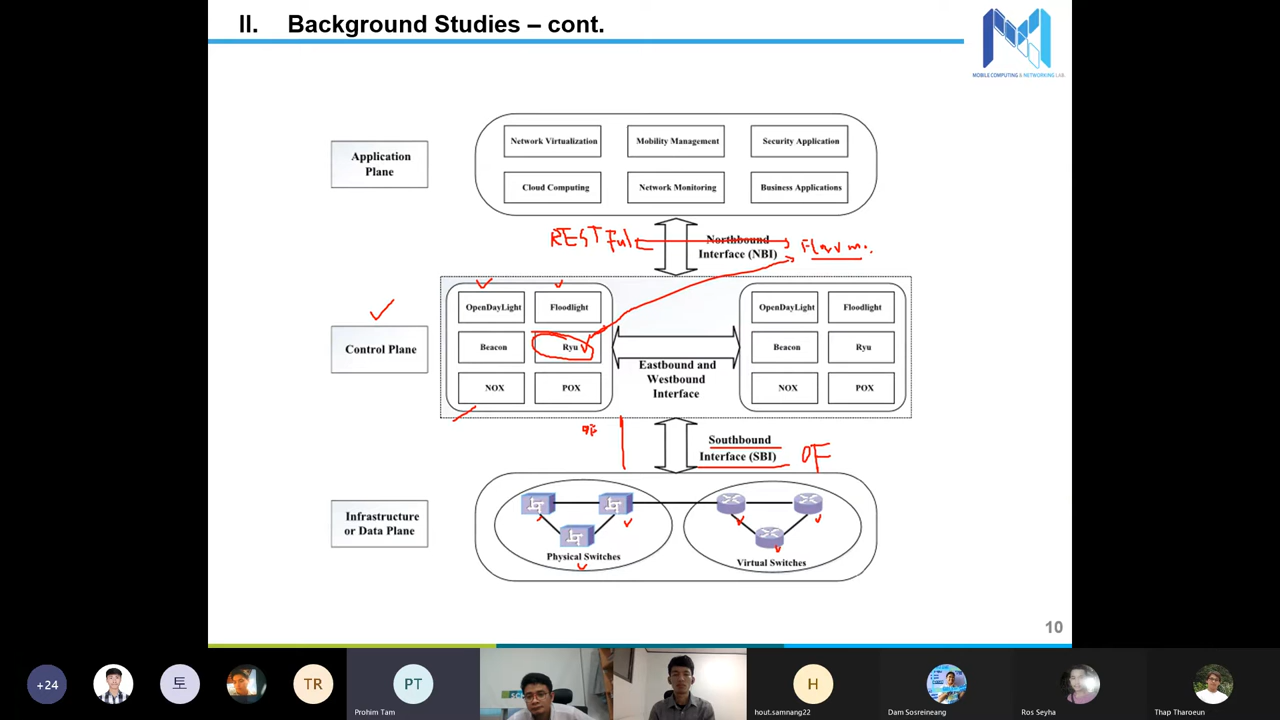 II. Background Studies – cont.
MOBILE COMPUTING & NETWORKING LAB.
Application
Plane
Network Virtualization
Mobility Management
Security Application
Cloud Computing
Network Monitoring
Business Applications
RESTful
Northbound
Interface (NBI)
Control Plane
OpenDayLight
Floodlight
Beacon
Ryu
NOX
POX
Eastbound and
Westbound
Interface
OpenDayLight
Floodlight
Beacon
Ryu
NOX
POX
Southbound
Interface (SBI)
OF
Infrastructure
or Data Plane
Physical Switches
Virtual Switches
10
+24
토
TR
PT
Prohim Tam
H
hout.samnang22
Dam Sosreineang
Ros Seyha
Thap Tharoeun